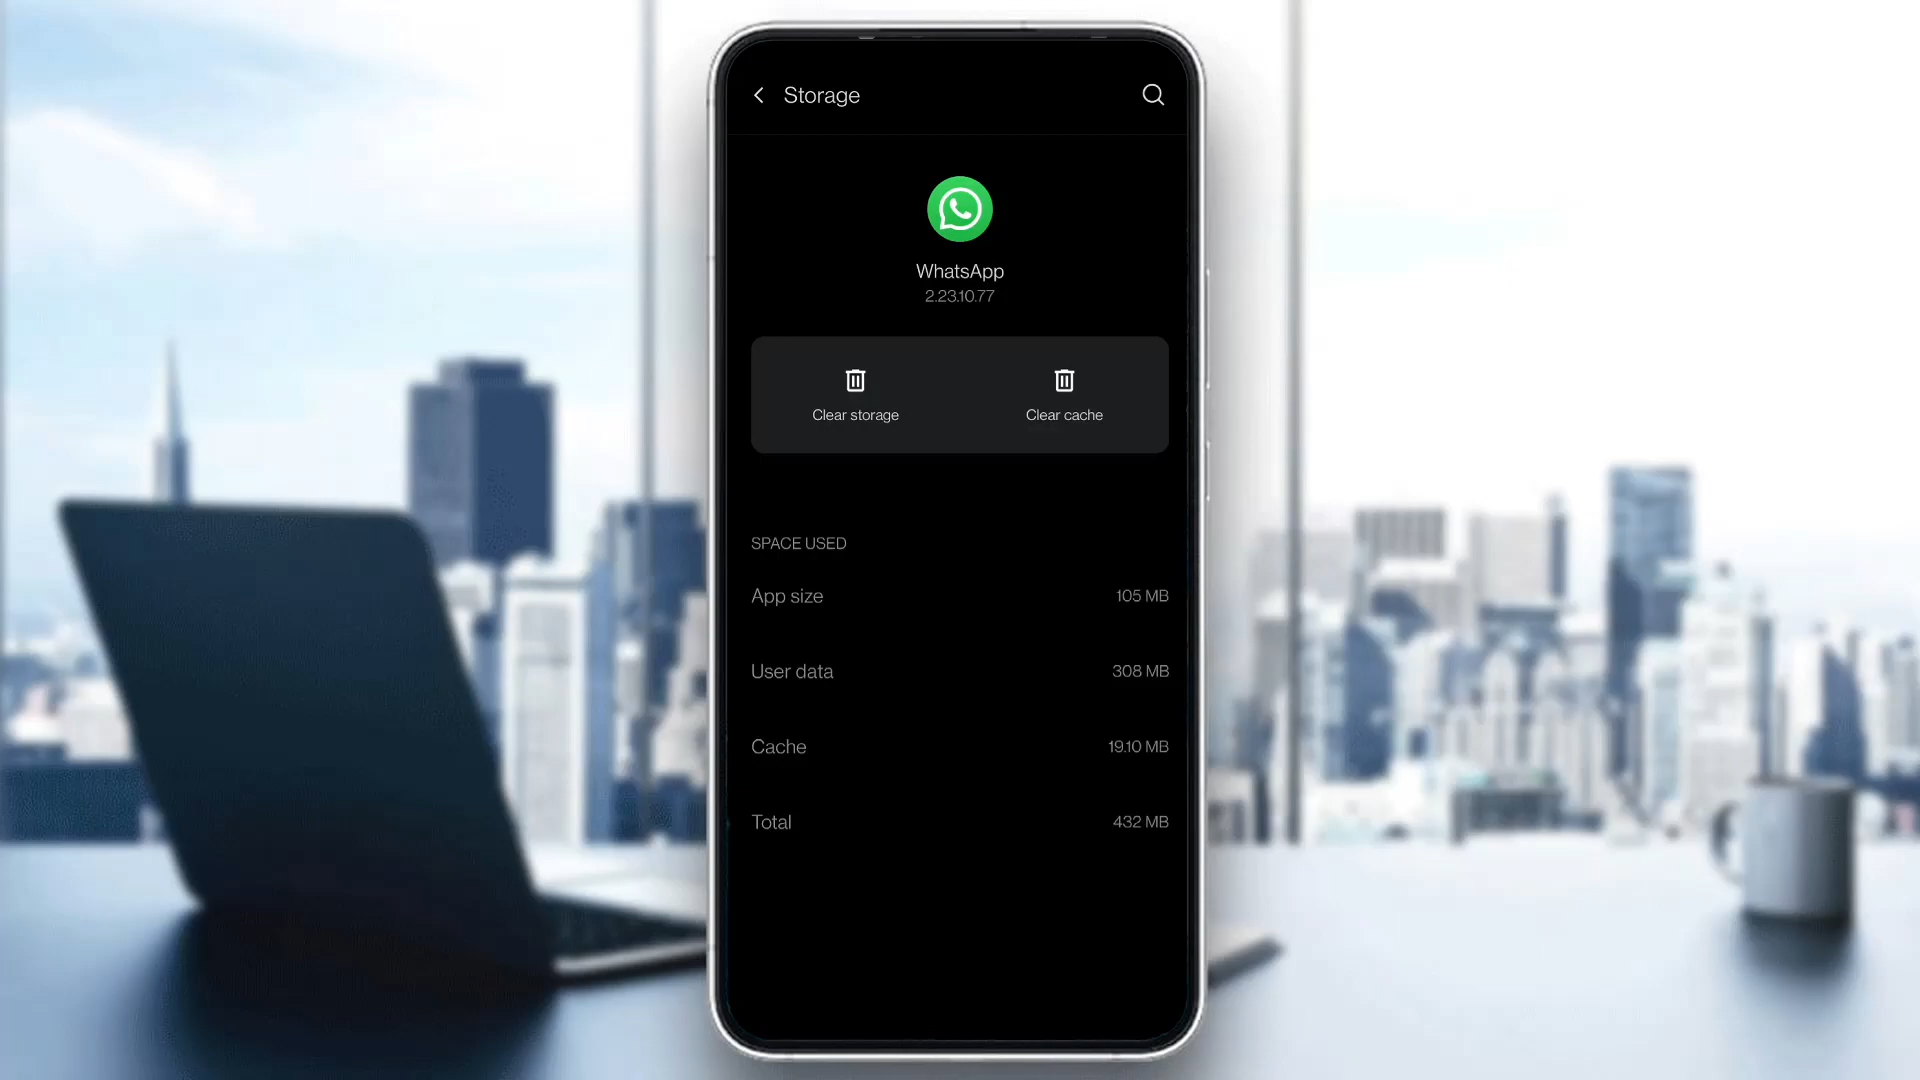 Storage
WhatsApp
2.23.10.77
Clear storage
Clear cache
SPACE USED
App size 105 MB
User data 308 MB
Cache 19.10 MB
Total 432 MB